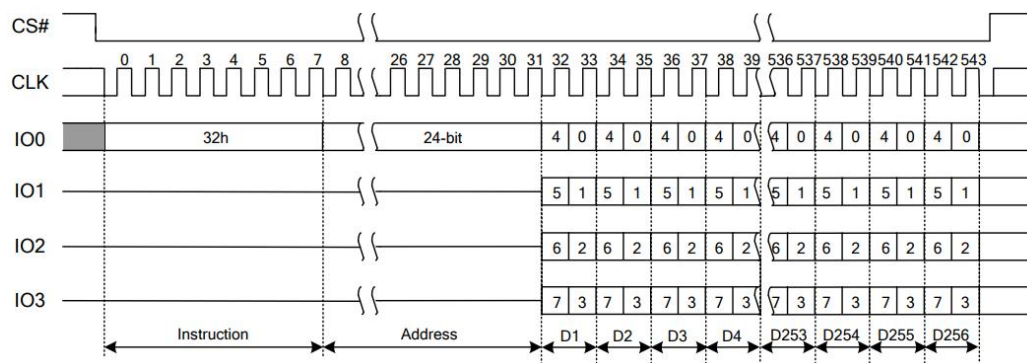 CS#
0 1 2 3 4 5 6 7 8 26 27 28 29 30 31 32 33 34 35 36 37 38 39 536 537 538 539 540 541 542 543
CLK
IO0 32h 24-bit 4 0 4 0 4 0 4 0 4 0 4 0 4 0 4 0
IO1 5 1 5 1 5 1 5 1 5 1 5 1 5 1 5 1
IO2 6 2 6 2 6 2 6 2 6 2 6 2 6 2 6 2
IO3 7 3 7 3 7 3 7 3 7 3 7 3 7 3 7 3
Instruction Address D1 D2 D3 D4 D253 D254 D255 D256